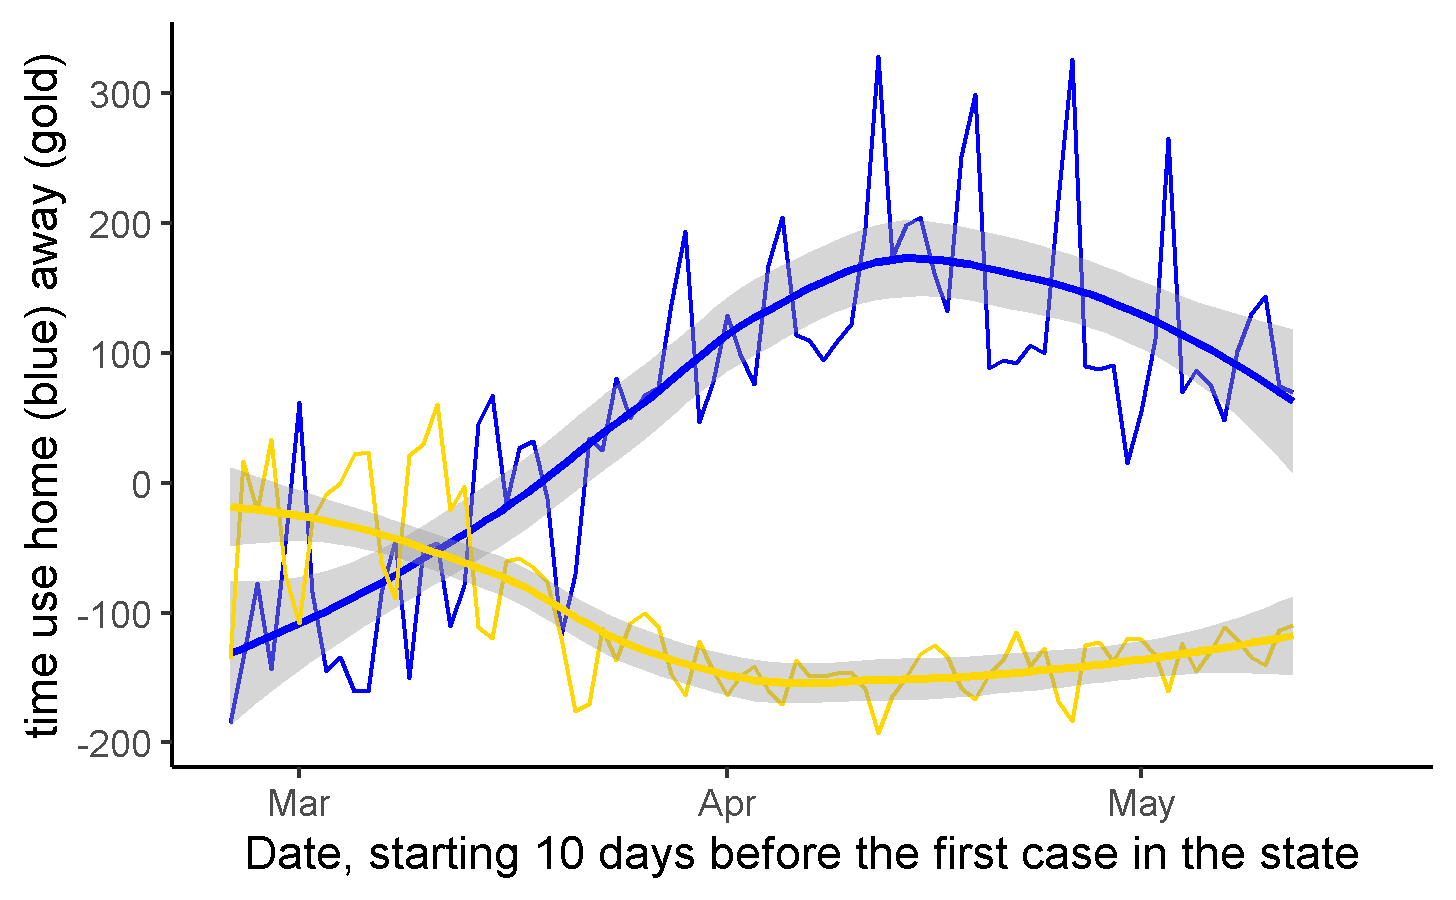 time use home (blue) away (gold)
300
200
100
0
-100
-200
Mar
Apr
May
Date, starting 10 days before the first case in the state